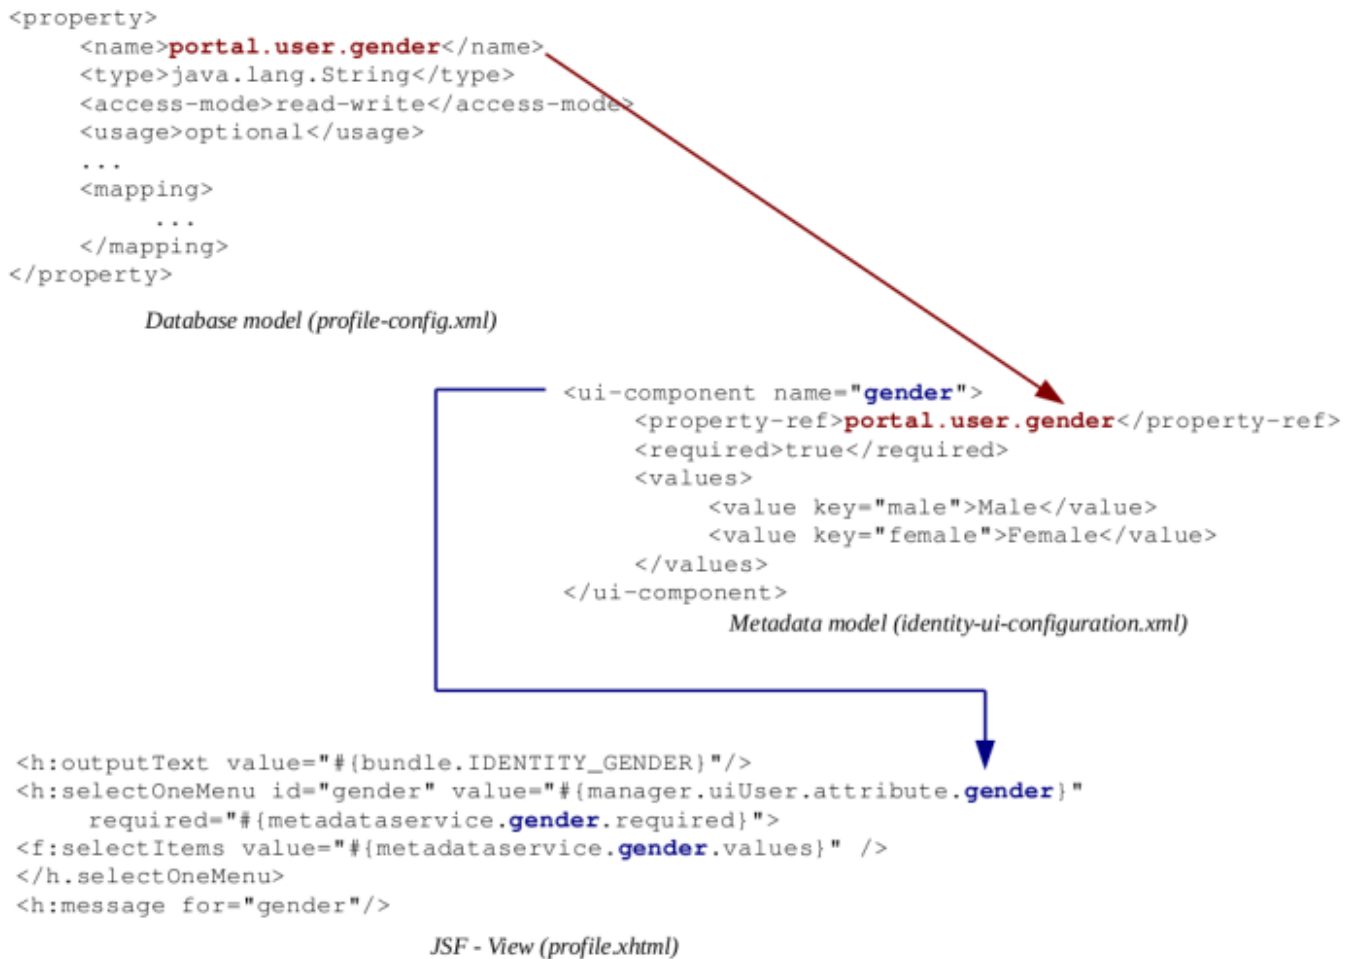 <property>
<name>portal.user.gender</name>
<type>java.lang.String</type>
<access-mode>read-write</access-mode>
<usage>optional</usage>
...
<mapping>
...
</mapping>
</property>
Database model (profile-config.xml)
<ui-component name="gender">
<property-ref>portal.user.gender</property-ref>
<required>true</required>
<values>
<value key="male">Male</value>
<value key="female">Female</value>
</values>
</ui-component>
Metadata model (identity-ui-configuration.xml)
<h:outputText value="#{bundle.IDENTITY_GENDER}"/>
<h:selectOneMenu id="gender" value="#{manager.uiUser.attribute.gender}"
required="#{metadataservice.gender.required}">
<f:selectItems value="#{metadataservice.gender.values}" />
</h.selectOneMenu>
<h:message for="gender"/>
JSF - View (profile.xhtml)